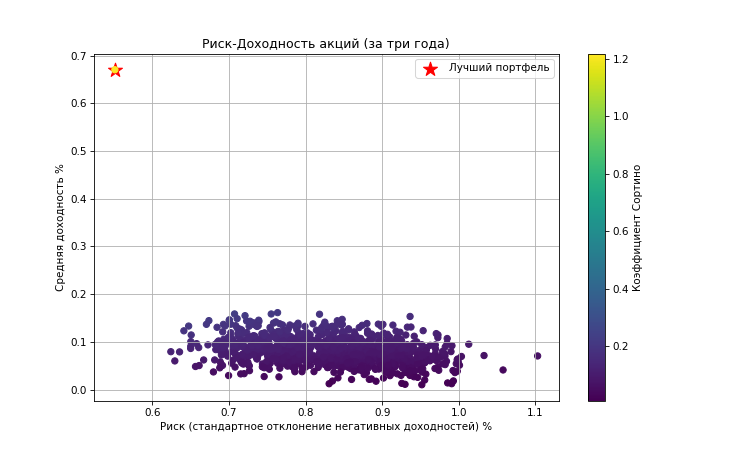 Риск-Доходность акций (за три года)
Лучший портфель
0.7
0.6
0.5
0.4
0.3
0.2
0.1
0.0
Средняя доходность %
0.6 0.7 0.8 0.9 1.0 1.1
Риск (стандартное отклонение негативных доходностей) %
1.2
1.0
0.8
0.6
0.4
0.2
Коэффициент Сортино